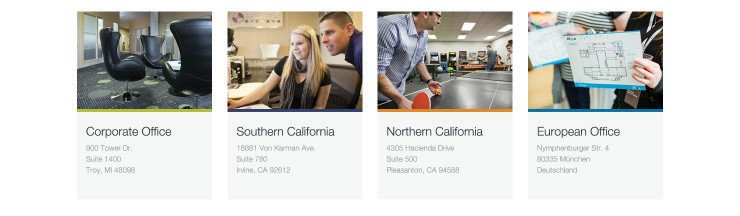 Corporate Office
900 Tower Dr.
Suite 1400
Troy, MI 48098
Southern California
18881 Von Karman Ave.
Suite 780
Irvine, CA 92612
Northern California
4305 Hacienda Drive
Suite 500
Pleasanton, CA 94588
European Office
Nymphenburger Str. 4
80335 München
Deutschland